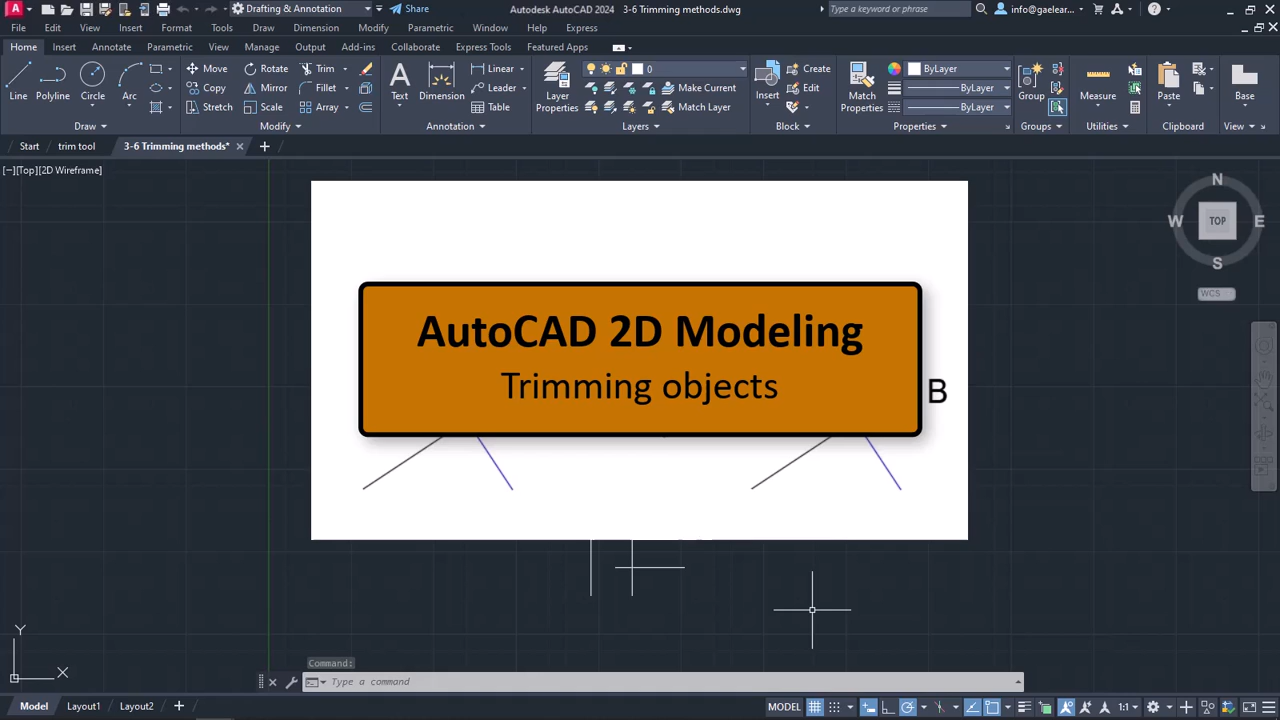 A Drafting & Annotation Share Autodesk AutoCAD 2024 3-6 Trimming methods.dwg Type a keyword or phrase info@gaelear...
File Edit View Insert Format Tools Draw Dimension Modify Parametric Window Help Express
Home Insert Annotate Parametric View Manage Output Add-ins Collaborate Express Tools Featured Apps
Line Polyline Circle Arc Move Rotate Trim Text Dimension Linear Layer Properties 0 Insert Create Match Properties ByLayer Group Measure Paste Base
Copy Mirror Fillet Leader Make Current Edit ByLayer
Stretch Scale Array Table Match Layer ByLayer
Draw Modify Annotation Layers Block Properties Groups Utilities Clipboard View
Start trim tool 3-6 Trimming methods*
[−][Top][2D Wireframe]
N
W TOP E
S
WCS
AutoCAD 2D Modeling
Trimming objects
B
Y
X
Command:
Type a command
Model Layout1 Layout2 MODEL 1:1